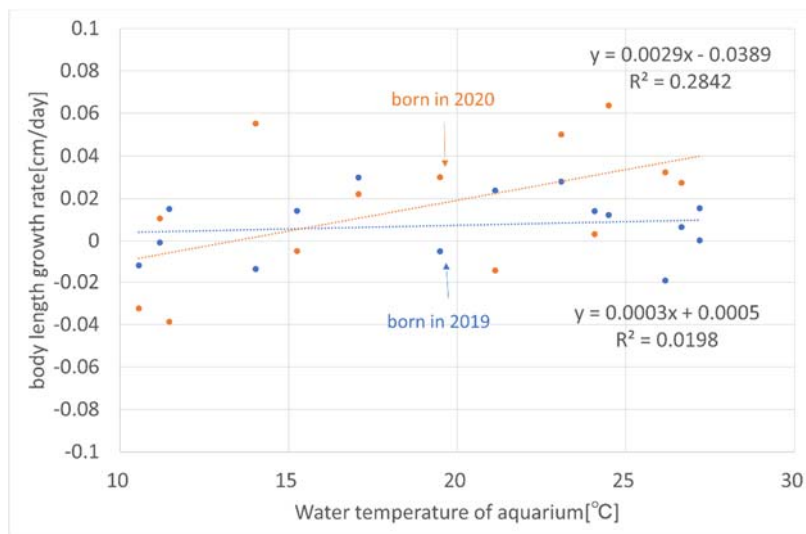 0.1
y = 0.0029x - 0.0389
R² = 0.2842
0.08
born in 2020
0.06
0.04
0.02
0
-0.02
born in 2019
y = 0.0003x + 0.0005
R² = 0.0198
-0.04
-0.06
-0.08
-0.1
body length growth rate[cm/day]
10 15 20 25 30
Water temperature of aquarium[℃]